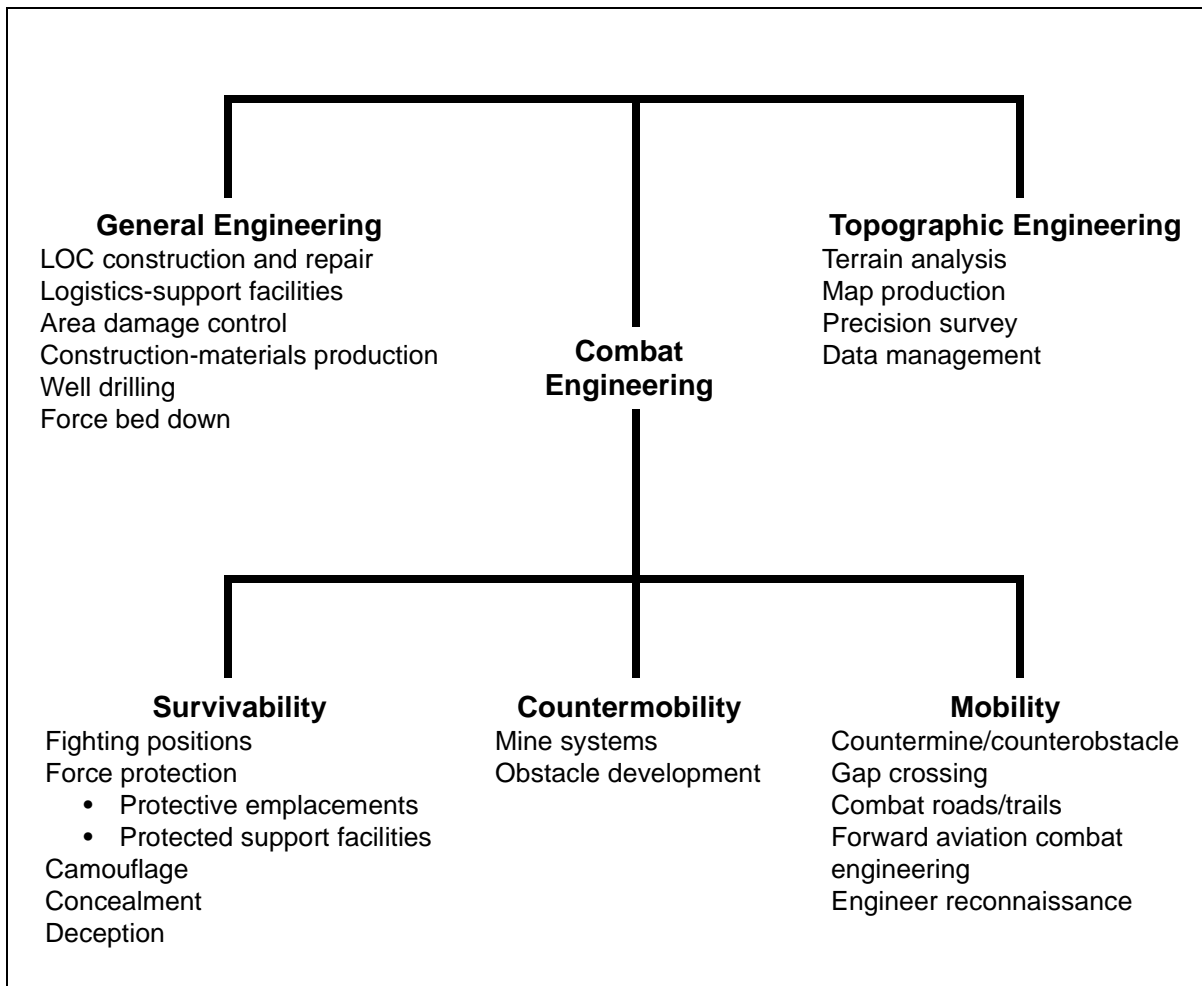 General Engineering
LOC construction and repair
Logistics-support facilities
Area damage control
Construction-materials production
Well drilling
Force bed down
Combat
Engineering
Topographic Engineering
Terrain analysis
Map production
Precision survey
Data management
Survivability
Fighting positions
Force protection
• Protective emplacements
• Protected support facilities
Camouflage
Concealment
Deception
Countermobility
Mine systems
Obstacle development
Mobility
Countermine/counterobstacle
Gap crossing
Combat roads/trails
Forward aviation combat
engineering
Engineer reconnaissance